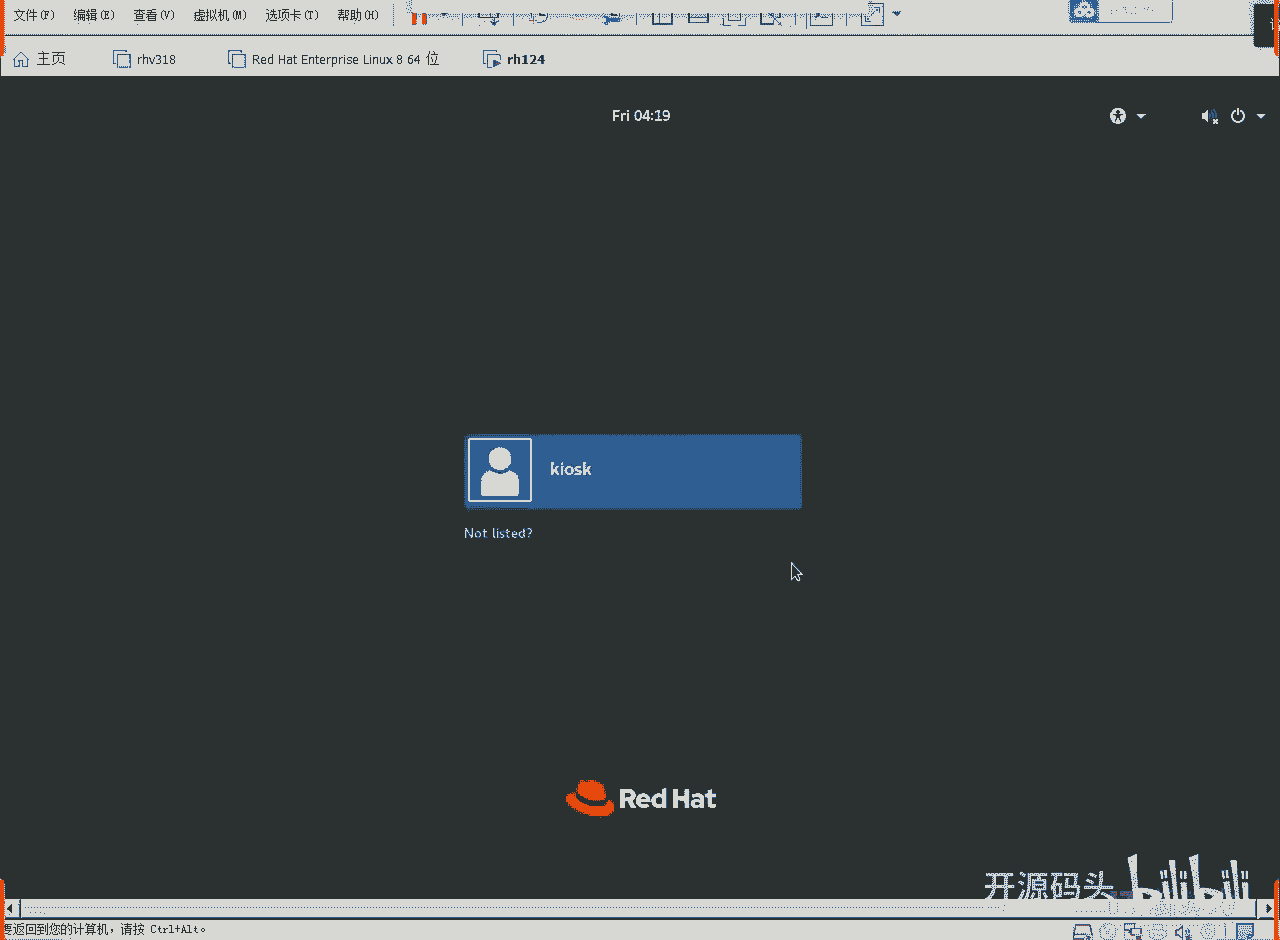 文件(F) 编辑(E) 查看(V) 虚拟机(M) 选项卡(T) 帮助(H)
主页 rhv318 Red Hat Enterprise Linux 8 64 位 rh124
Fri 04:19
kiosk
Not listed?
Red Hat
开源码头 bilibili
要返回到您的计算机，请按 Ctrl+Alt。